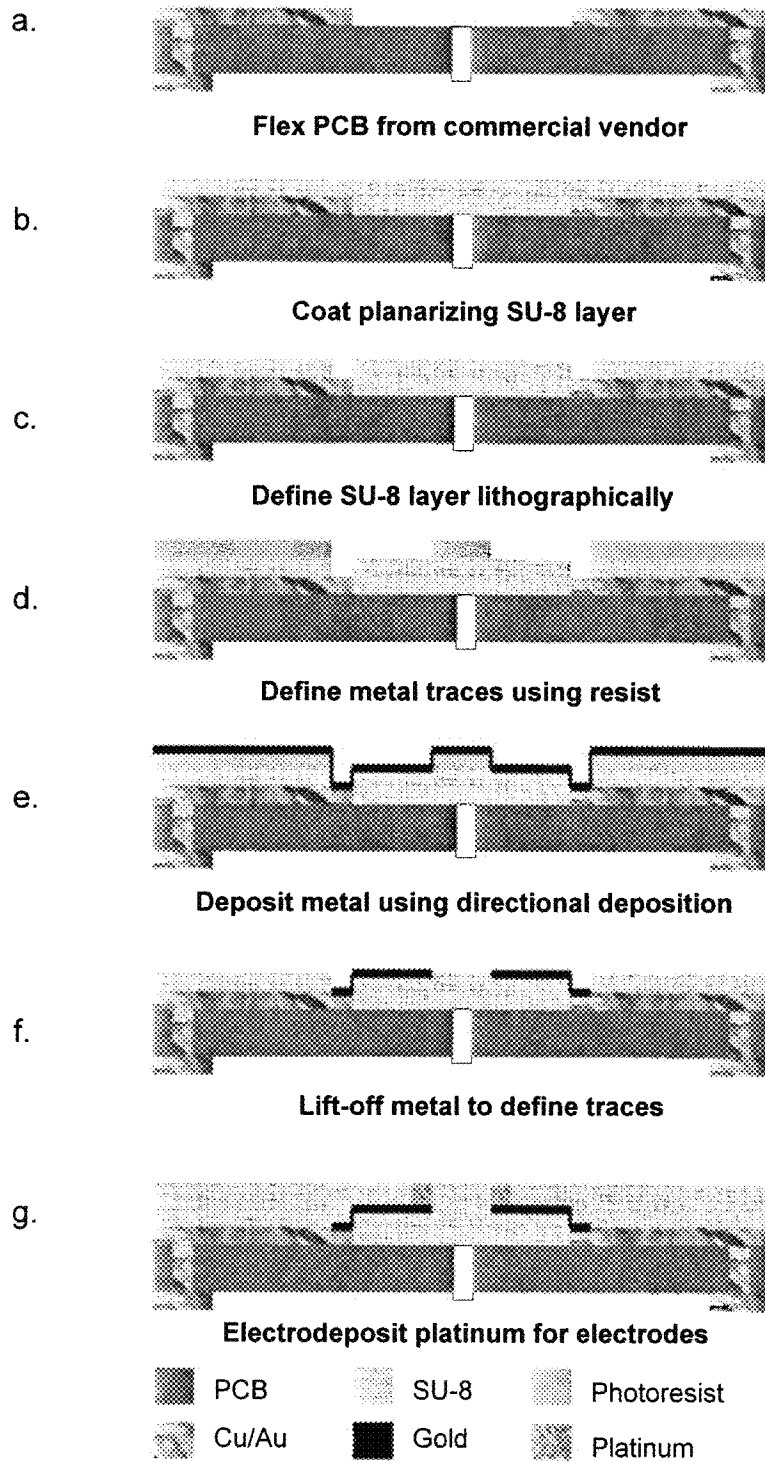 a.
Flex PCB from commercial vendor
b.
Coat planarizing SU-8 layer
c.
Define SU-8 layer lithographically
d.
Define metal traces using resist
e.
Deposit metal using directional deposition
f.
Lift-off metal to define traces
g.
Electrodeposit platinum for electrodes
PCB SU-8 Photoresist
Cu/Au Gold Platinum